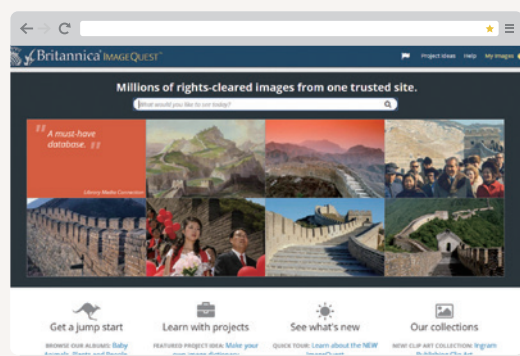 Britannica IMAGEQUEST
Project Ideas Help My Images
Millions of rights-cleared images from one trusted site.
What would you like to see today?
"A must-have
database."
Library Media Connection
Get a jump start
Learn with projects
See what's new
Our collections
BROWSE OUR ALBUMS: Baby
FEATURED PROJECT IDEA: Make your
QUICK TOUR: Learn about the NEW
NEW CLIP ART COLLECTION: Ingram
Animals, Plants and People
own image dictionary
ImageQuest
Publishing Clip Art